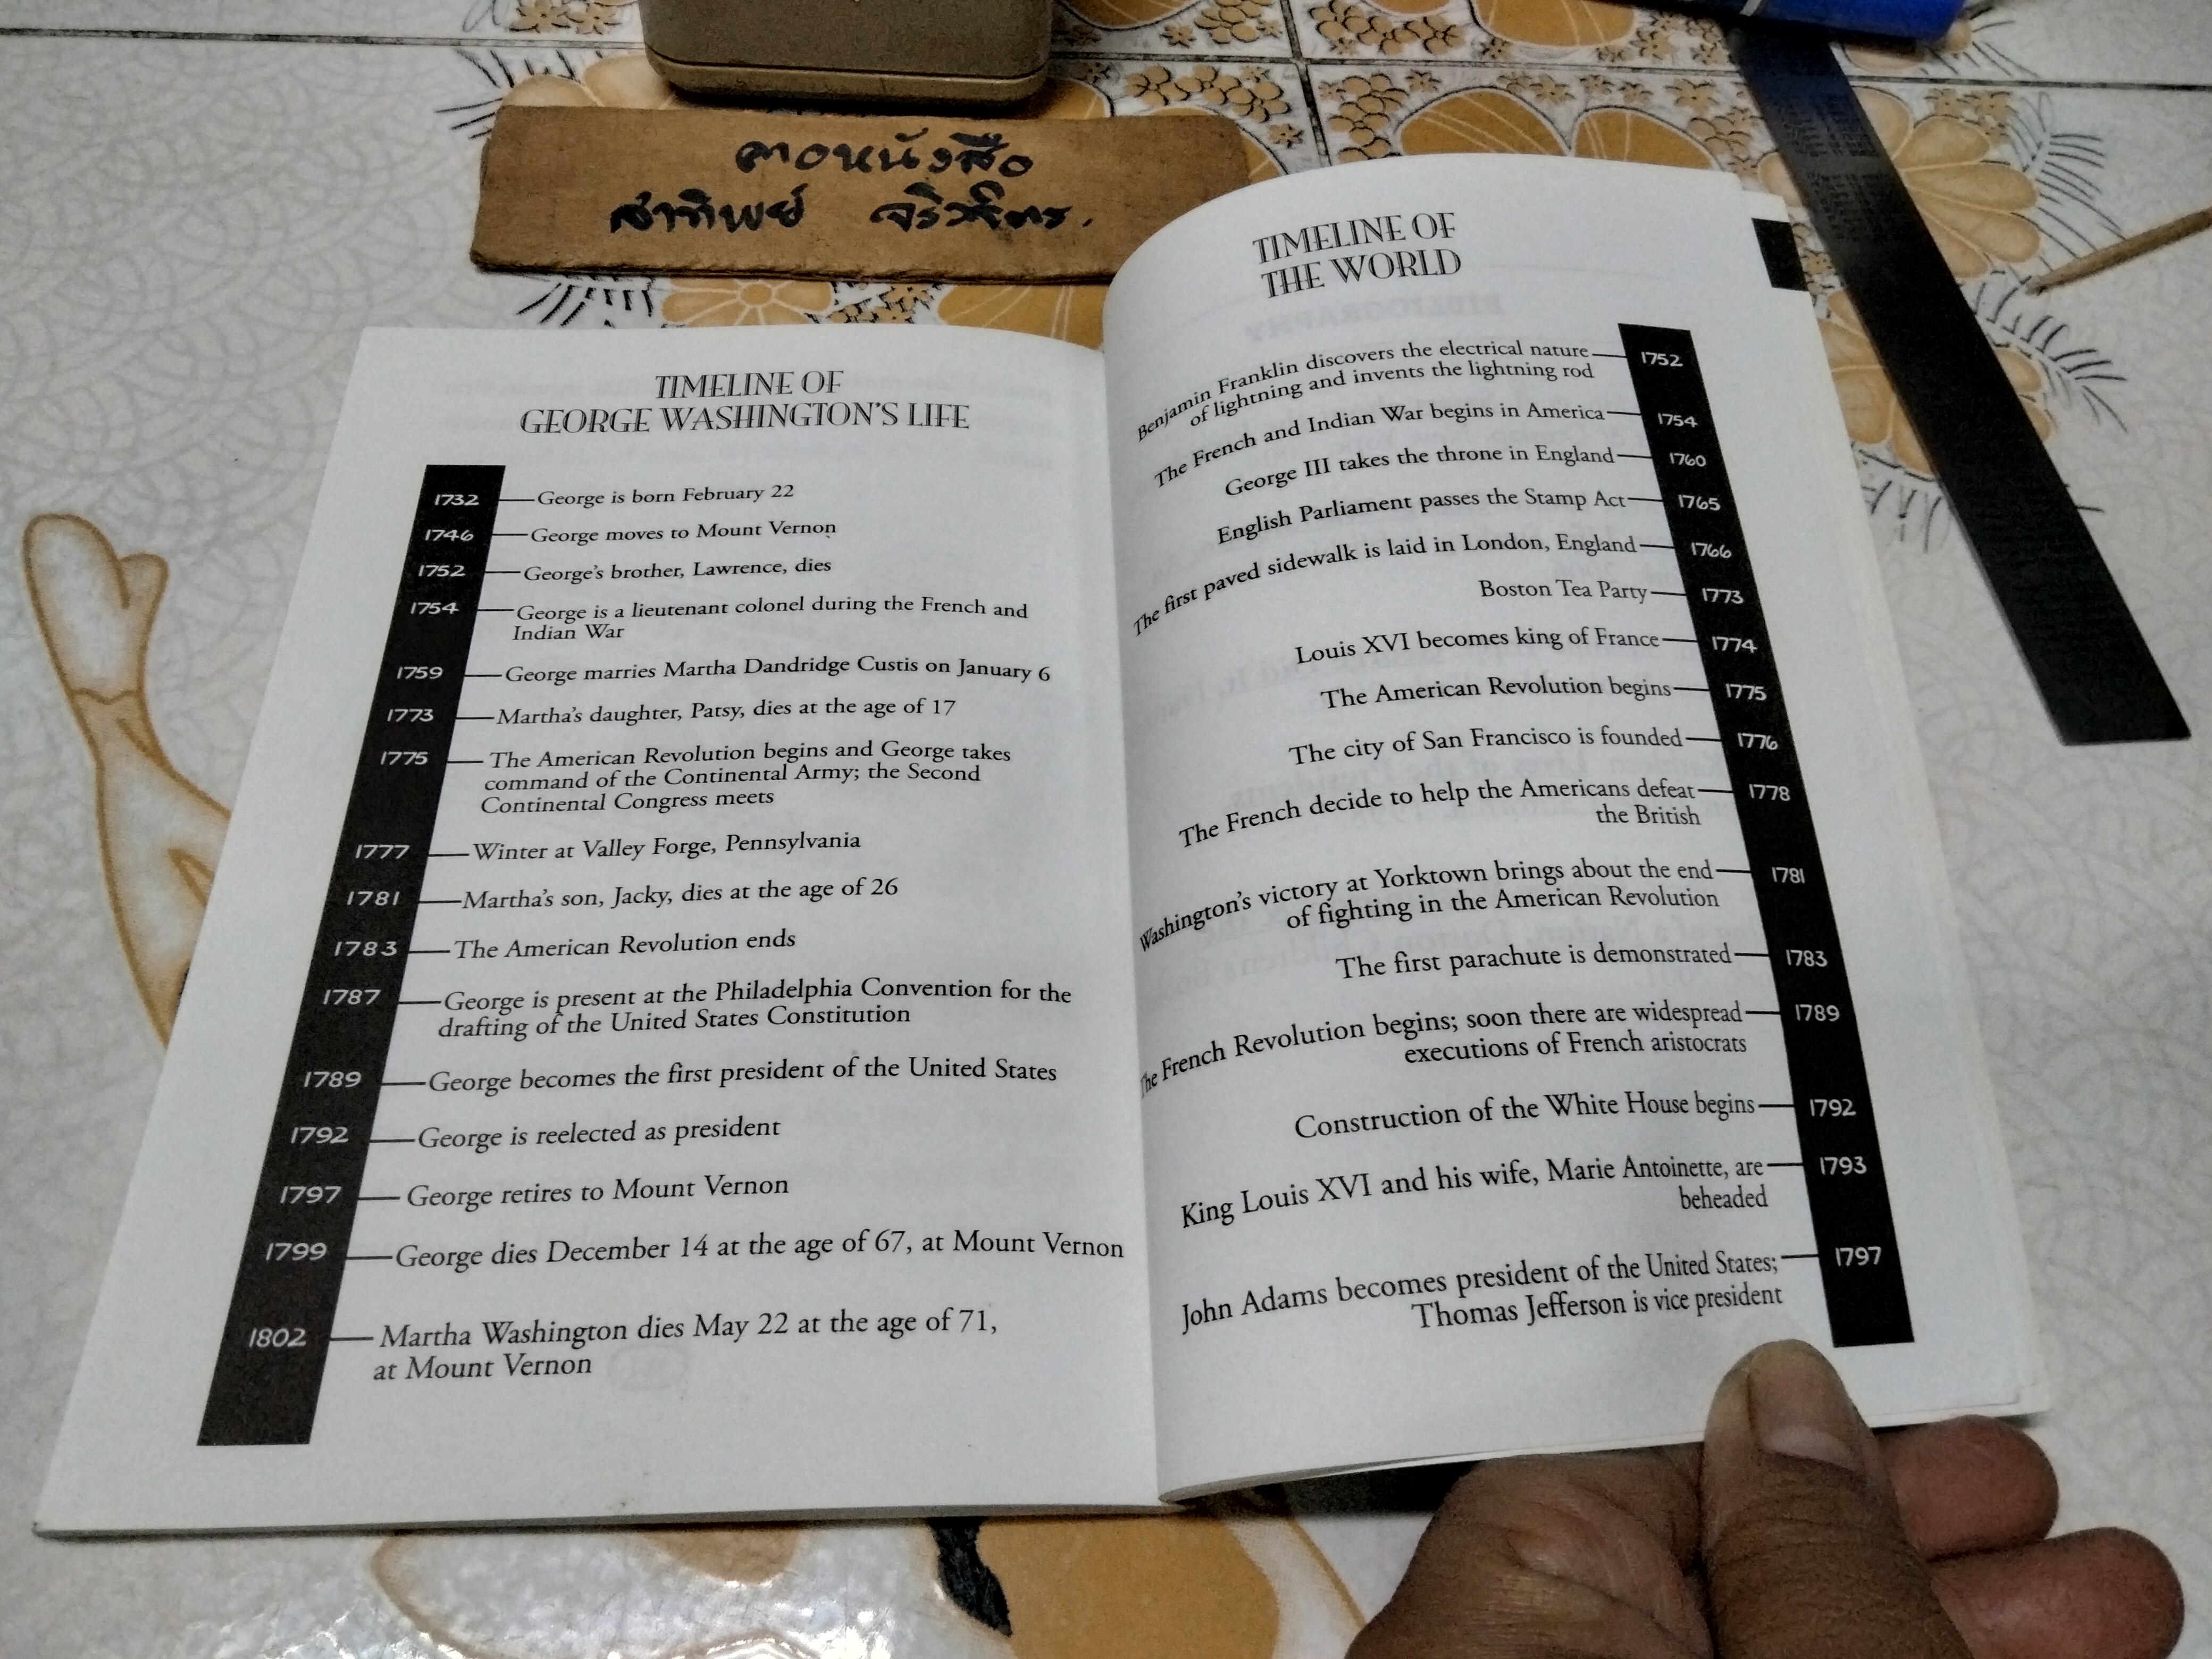 คอหนังสือ
สาทิพย์
TIMELINE OF
GEORGE WASHINGTON'S LIFE
1732 George is born February 22
1746 George moves to Mount Vernon
1752 George's brother, Lawrence, dies
1754 George is a lieutenant colonel during the French and
Indian War
1759 George marries Martha Dandridge Custis on January 6
1773 Martha's daughter, Patsy, dies at the age of 17
1775 The American Revolution begins and George takes
command of the Continental Army; the Second
Continental Congress meets
1777 Winter at Valley Forge, Pennsylvania
1781 Martha's son, Jacky, dies at the age of 26
1783 The American Revolution ends
1787 George is present at the Philadelphia Convention for the
drafting of the United States Constitution
1789 George becomes the first president of the United States
1792 George is reelected as president
1797 George retires to Mount Vernon
1799 George dies December 14 at the age of 67, at Mount Vernon
1802 Martha Washington dies May 22 at the age of 71,
at Mount Vernon
TIMELINE OF
THE WORLD
Benjamin Franklin discovers the electrical nature 1752
of lightning and invents the lightning rod
The French and Indian War begins in America 1754
George III takes the throne in England 1760
English Parliament passes the Stamp Act 1765
The first paved sidewalk is laid in London, England 1766
Boston Tea Party 1773
Louis XVI becomes king of France 1774
The American Revolution begins 1775
The city of San Francisco is founded 1776
The French decide to help the Americans defeat 1778
the British
Washington's victory at Yorktown brings about the end 1781
of fighting in the American Revolution
The first parachute is demonstrated 1783
The French Revolution begins; soon there are widespread 1789
executions of French aristocrats
Construction of the White House begins 1792
King Louis XVI and his wife, Marie Antoinette, are 1793
beheaded
John Adams becomes president of the United States; 1797
Thomas Jefferson is vice president